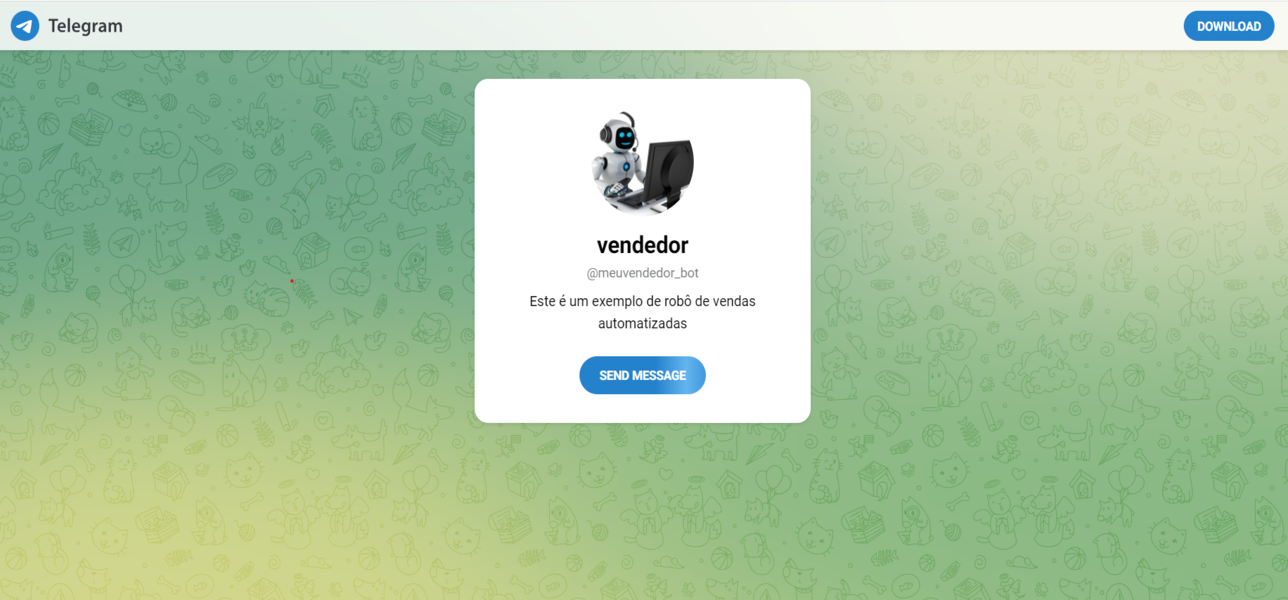 Telegram
DOWNLOAD
vendedor
@meuvendedor_bot
Este é um exemplo de robô de vendas
automatizadas
SEND MESSAGE